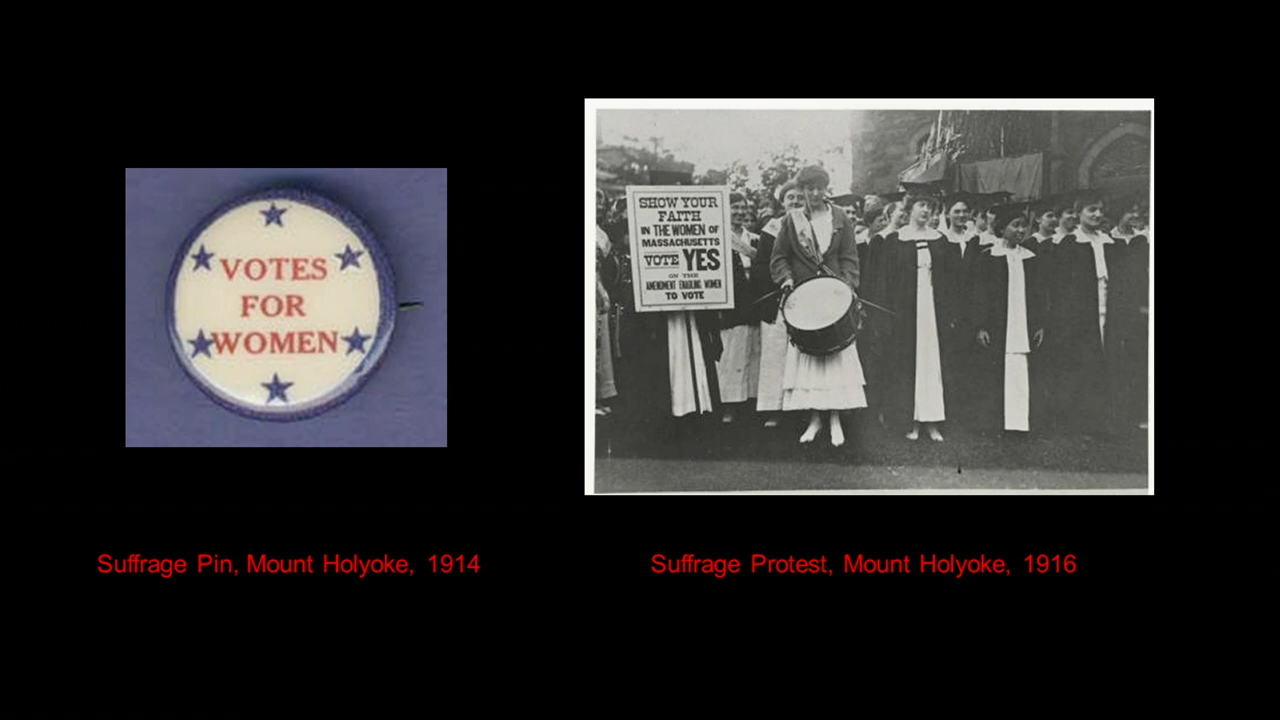 VOTES
FOR
WOMEN
SHOW YOUR
FAITH
IN THE WOMEN OF
MASSACHUSETTS
VOTE YES
ON THE
AMENDMENT ENABLING WOMEN
TO VOTE
Suffrage Pin, Mount Holyoke, 1914
Suffrage Protest, Mount Holyoke, 1916